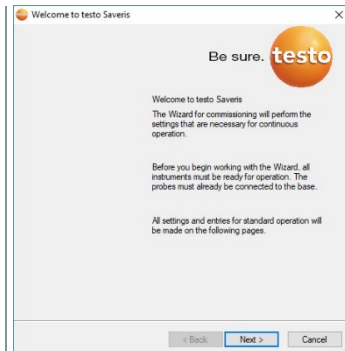 Welcome to testo Saveris
Be sure. testo
Welcome to testo Saveris
The Wizard for commissioning will perform the
settings that are necessary for continuous
operation.
Before you begin working with the Wizard, all
instruments must be ready for operation. The
probes must already be connected to the base.
All settings and entries for standard operation will
be made on the following pages.
< Back Next > Cancel